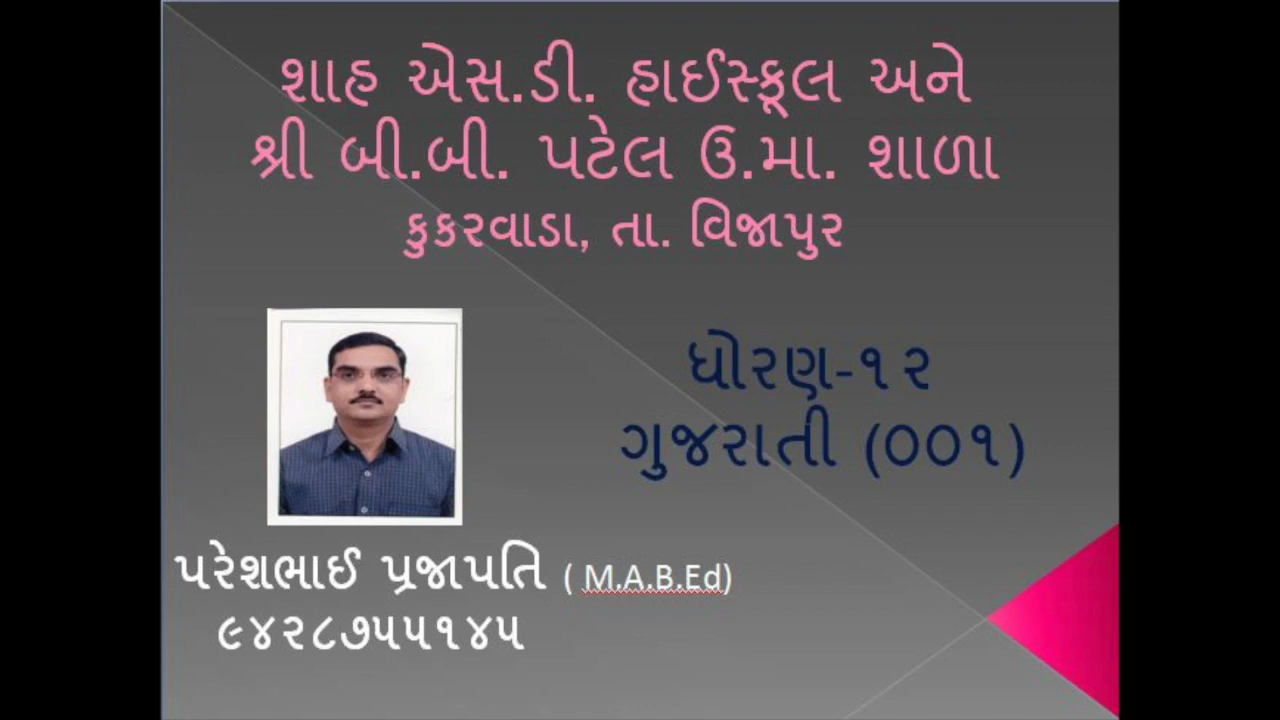 શાહ એસ.ડી. હાઈસ્કૂલ અને
શ્રી બી.બી. પટેલ ઉ.મા. શાળા
કુકરવાડા, તા. વિજાપુર
ધોરણ-૧૨
ગુજરાતી (૦૦૧)
પરેશભાઈ પ્રજાપતિ ( M.A.B.Ed)
૯૪૨૮૭૫૫૧૪૫